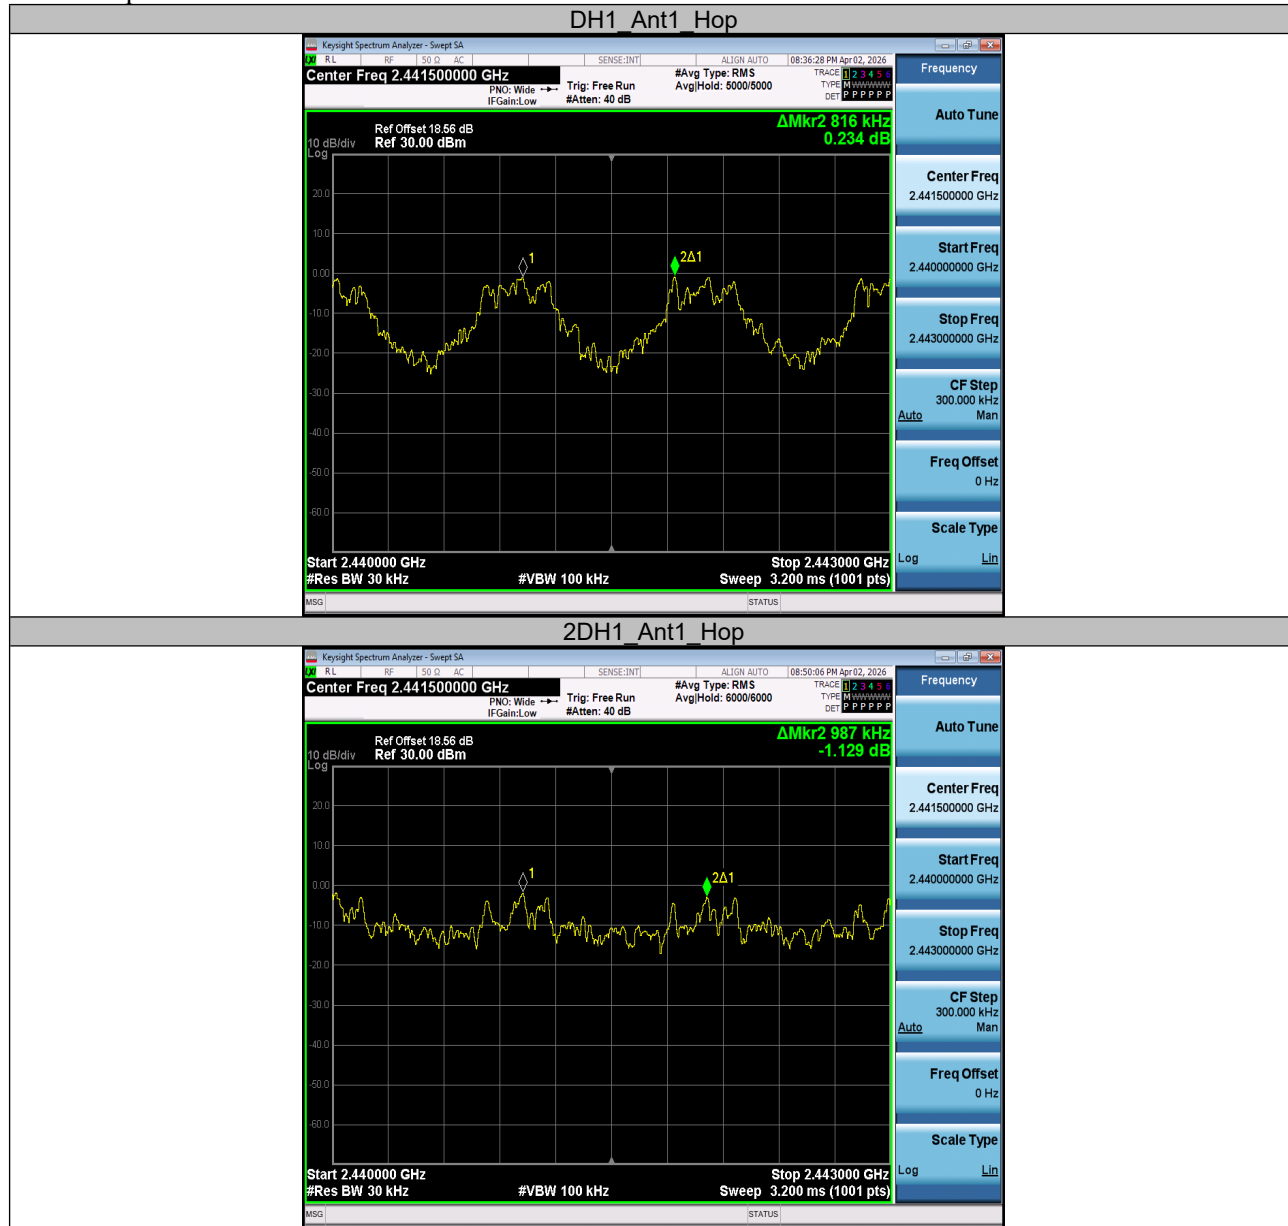 DH1_Ant1_Hop
Keysight Spectrum Analyzer - Swept SA
RL RF 50 Ω AC SENSE:INT ALIGN AUTO 08:36:28 PM Apr 02, 2026
Center Freq 2.441500000 GHz
PNO: Wide
IFGain:Low
Trig: Free Run
#Atten: 40 dB
#Avg Type: RMS
Avg|Hold: 5000/5000
TRACE 1 2 3 4 5 6
TYPE M WWWWW
DET P P P P P P
Frequency
Auto Tune
Center Freq
2.441500000 GHz
Start Freq
2.440000000 GHz
Stop Freq
2.443000000 GHz
CF Step
300.000 kHz
Auto Man
Freq Offset
0 Hz
Scale Type
Log Lin
ΔMkr2 816 kHz
0.234 dB
Ref Offset 18.56 dB
10 dB/div Ref 30.00 dBm
Log
20.0
10.0
0.00
-10.0
-20.0
-30.0
-40.0
-50.0
-60.0
1
2Δ1
Start 2.440000 GHz Stop 2.443000 GHz
#Res BW 30 kHz #VBW 100 kHz Sweep 3.200 ms (1001 pts)
MSG STATUS
2DH1_Ant1_Hop
Keysight Spectrum Analyzer - Swept SA
RL RF 50 Ω AC SENSE:INT ALIGN AUTO 08:50:06 PM Apr 02, 2026
Center Freq 2.441500000 GHz
PNO: Wide
IFGain:Low
Trig: Free Run
#Atten: 40 dB
#Avg Type: RMS
Avg|Hold: 6000/6000
TRACE 1 2 3 4 5 6
TYPE M WWWWW
DET P P P P P P
Frequency
Auto Tune
Center Freq
2.441500000 GHz
Start Freq
2.440000000 GHz
Stop Freq
2.443000000 GHz
CF Step
300.000 kHz
Auto Man
Freq Offset
0 Hz
Scale Type
Log Lin
ΔMkr2 987 kHz
-1.129 dB
Ref Offset 18.56 dB
10 dB/div Ref 30.00 dBm
Log
20.0
10.0
0.00
-10.0
-20.0
-30.0
-40.0
-50.0
-60.0
1
2Δ1
Start 2.440000 GHz Stop 2.443000 GHz
#Res BW 30 kHz #VBW 100 kHz Sweep 3.200 ms (1001 pts)
MSG STATUS